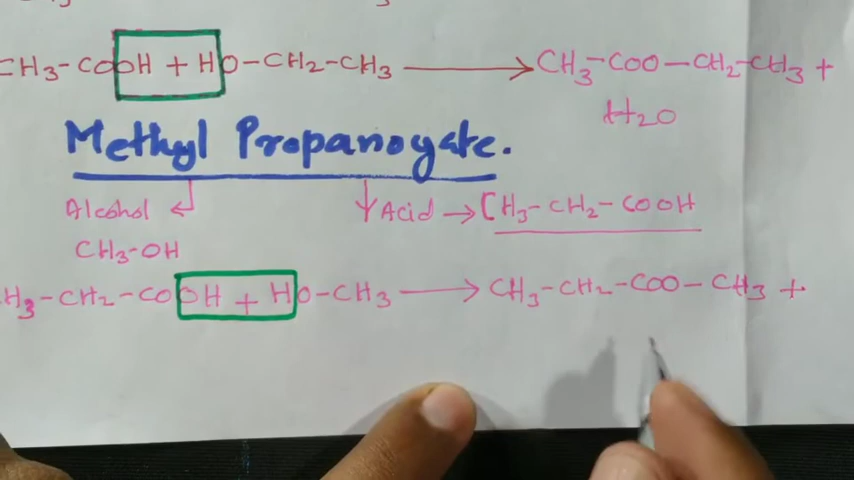 CH3-COOH + HO-CH2-CH3 → CH3-COO-CH2-CH3 +
H2O
Methyl Propanoyate.
Alcohol ↲ ↓ Acid → CH3-CH2-COOH
CH3-OH
H3-CH2-COOH + HO-CH3 → CH3-CH2-COO-CH3 +